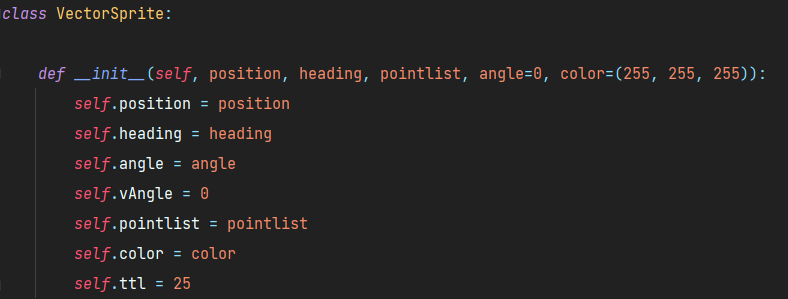 class VectorSprite:
    def __init__(self, position, heading, pointlist, angle=0, color=(255, 255, 255)):
        self.position = position
        self.heading = heading
        self.angle = angle
        self.vAngle = 0
        self.pointlist = pointlist
        self.color = color
        self.ttl = 25